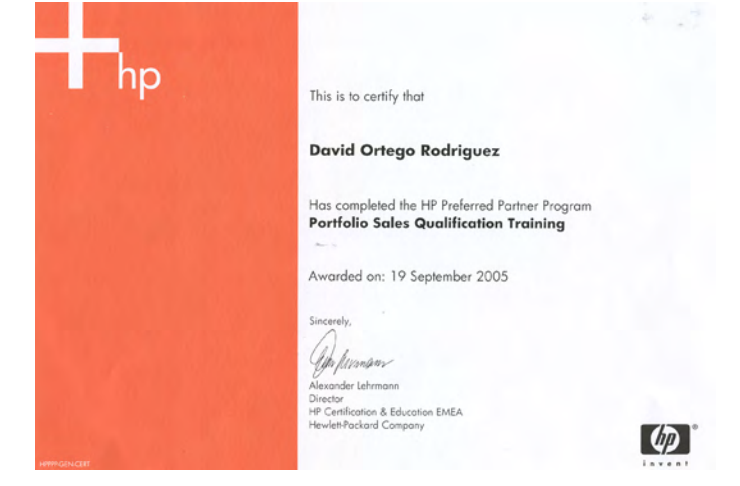 hp
This is to certify that
David Ortego Rodriguez
Has completed the HP Preferred Partner Program
Portfolio Sales Qualification Training
Awarded on: 19 September 2005
Sincerely,
Alexander Lehrmann
Director
HP Certification & Education EMEA
Hewlett-Packard Company
hp
®
invent
HPPP-GEN-CERT